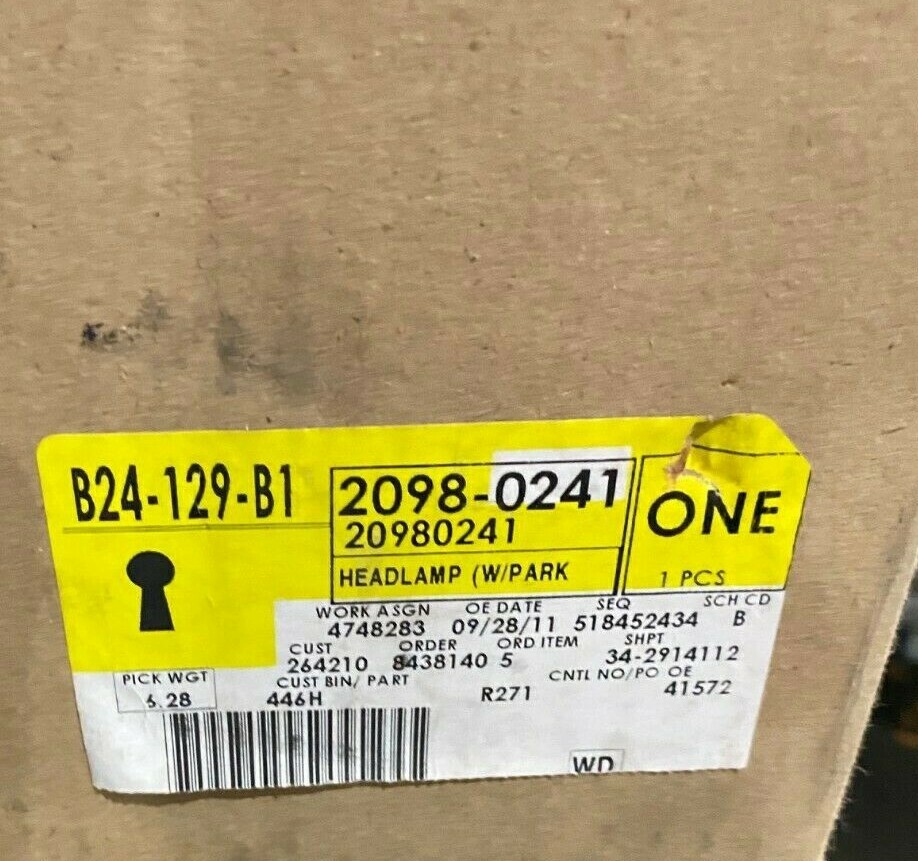 B24-129-B1
2098-0241
20980241
HEADLAMP (W/PARK
ONE
1 PCS
WORK ASGN OE DATE SEQ SCH CD
4748283 09/28/11 518452434 B
CUST ORDER ORD ITEM SHPT
264210 8438140 5 34-2914112
PICK WGT CUST BIN/ PART CNTL NO/PO OE
6.28 446H R271 41572
WD